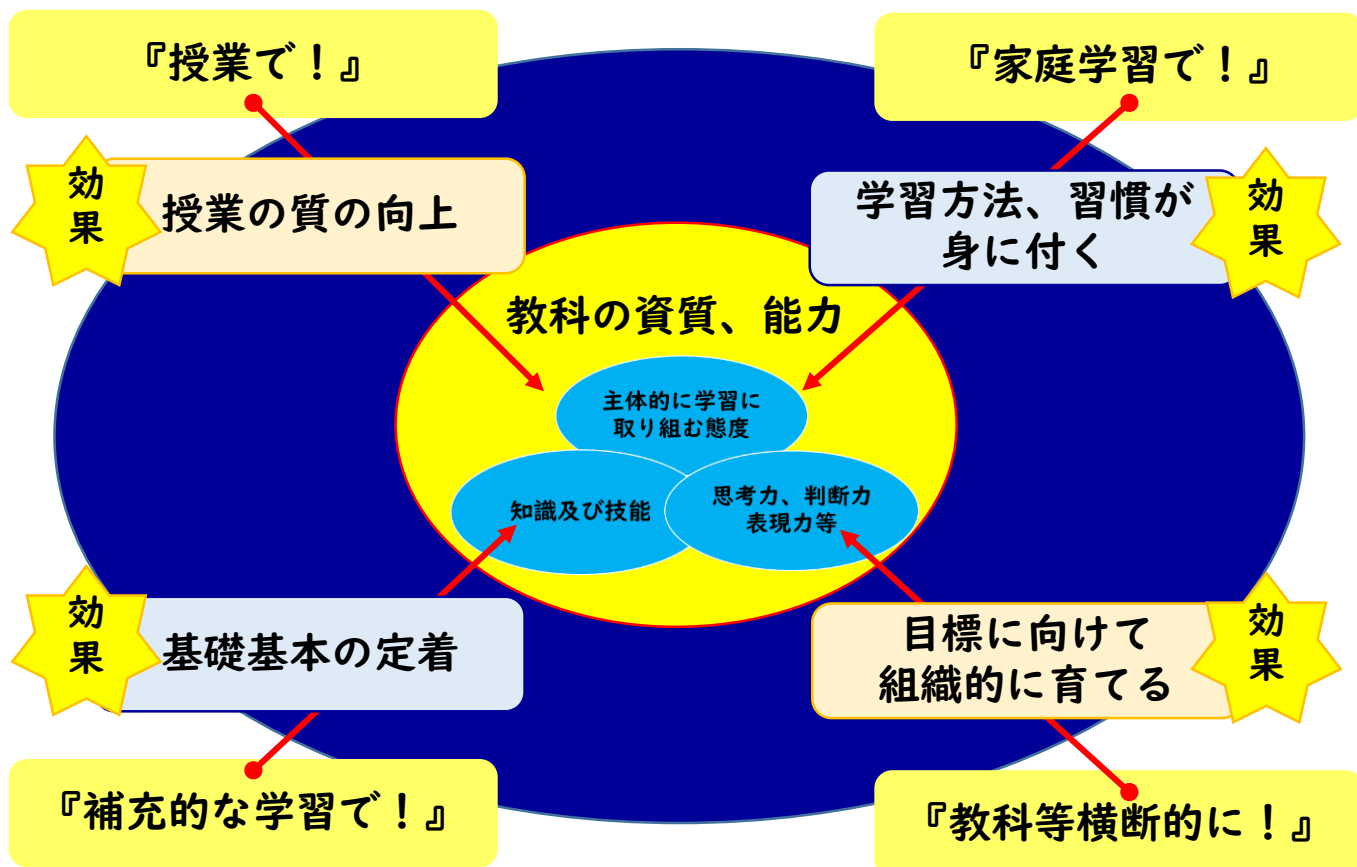 『授業で！』
『家庭学習で！』
効
果
授業の質の向上
学習方法、習慣が
身に付く
効
果
教科の資質、能力
主体的に学習に
取り組む態度
知識及び技能
思考力、判断力
表現力等
効
果
基礎基本の定着
目標に向けて
組織的に育てる
効
果
『補充的な学習で！』
『教科等横断的に！』